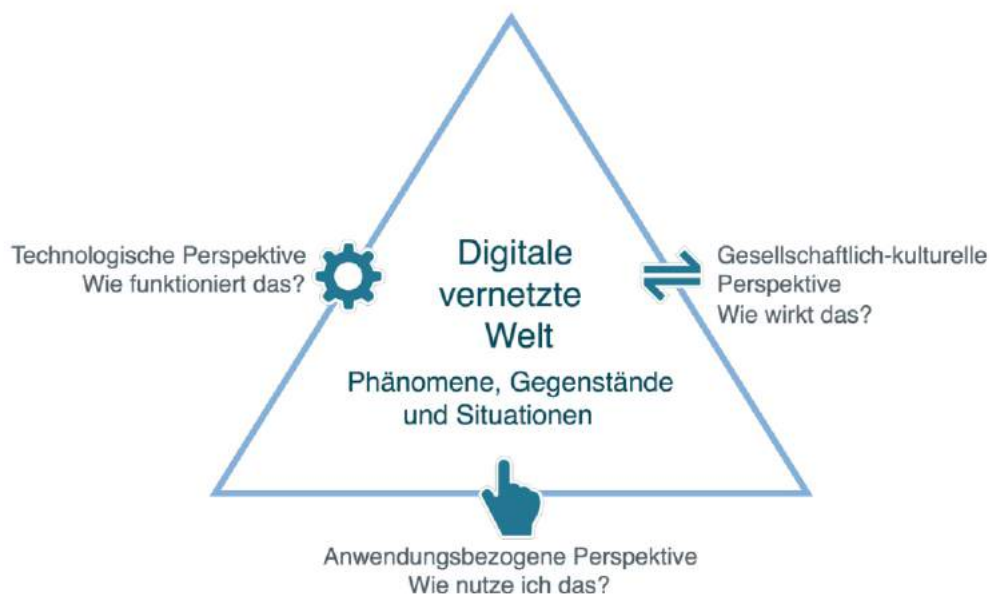 Technologische Perspektive
Wie funktioniert das?
Digitale
vernetzte
Welt
Phänomene, Gegenstände
und Situationen
Gesellschaftlich-kulturelle
Perspektive
Wie wirkt das?
Anwendungsbezogene Perspektive
Wie nutze ich das?